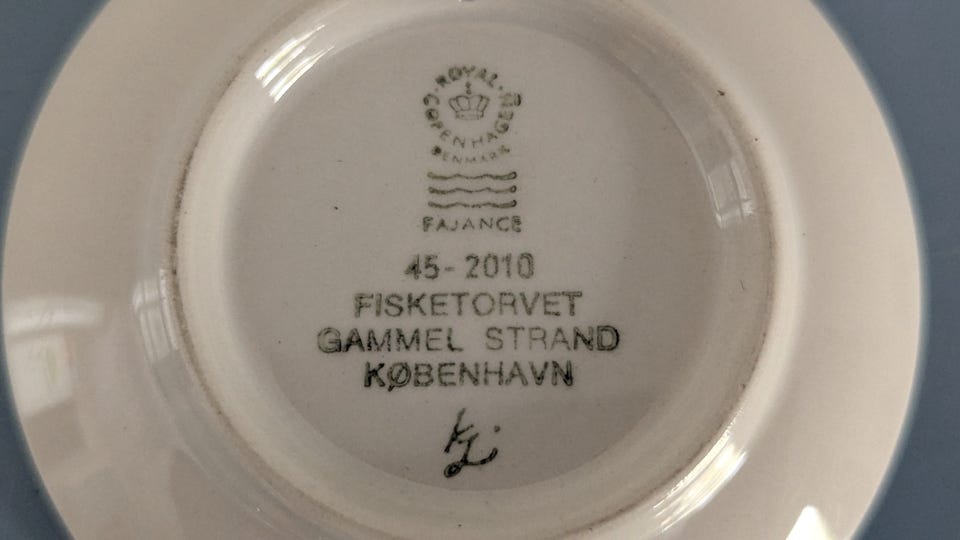 ROYAL COPENHAGEN
DENMARK
FAJANCE
45-2010
FISKETORVET
GAMMEL STRAND
KØBENHAVN